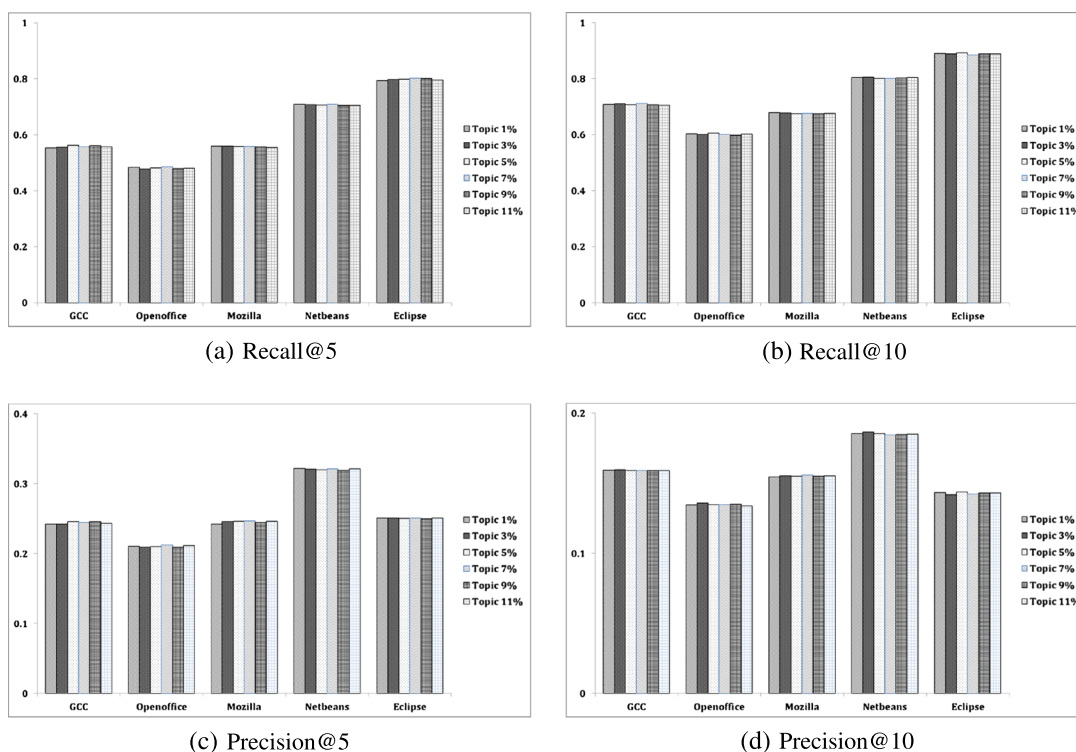 1
0.8
0.6
0.4
0.2
0
GCC Openoffice Mozilla Netbeans Eclipse
Topic 1%
Topic 3%
Topic 5%
Topic 7%
Topic 9%
Topic 11%
(a) Recall@5
1
0.8
0.6
0.4
0.2
0
GCC Openoffice Mozilla Netbeans Eclipse
Topic 1%
Topic 3%
Topic 5%
Topic 7%
Topic 9%
Topic 11%
(b) Recall@10
0.4
0.3
0.2
0.1
0
GCC Openoffice Mozilla Netbeans Eclipse
Topic 1%
Topic 3%
Topic 5%
Topic 7%
Topic 9%
Topic 11%
(c) Precision@5
0.2
0.1
0
GCC Openoffice Mozilla Netbeans Eclipse
Topic 1%
Topic 3%
Topic 5%
Topic 7%
Topic 9%
Topic 11%
(d) Precision@10